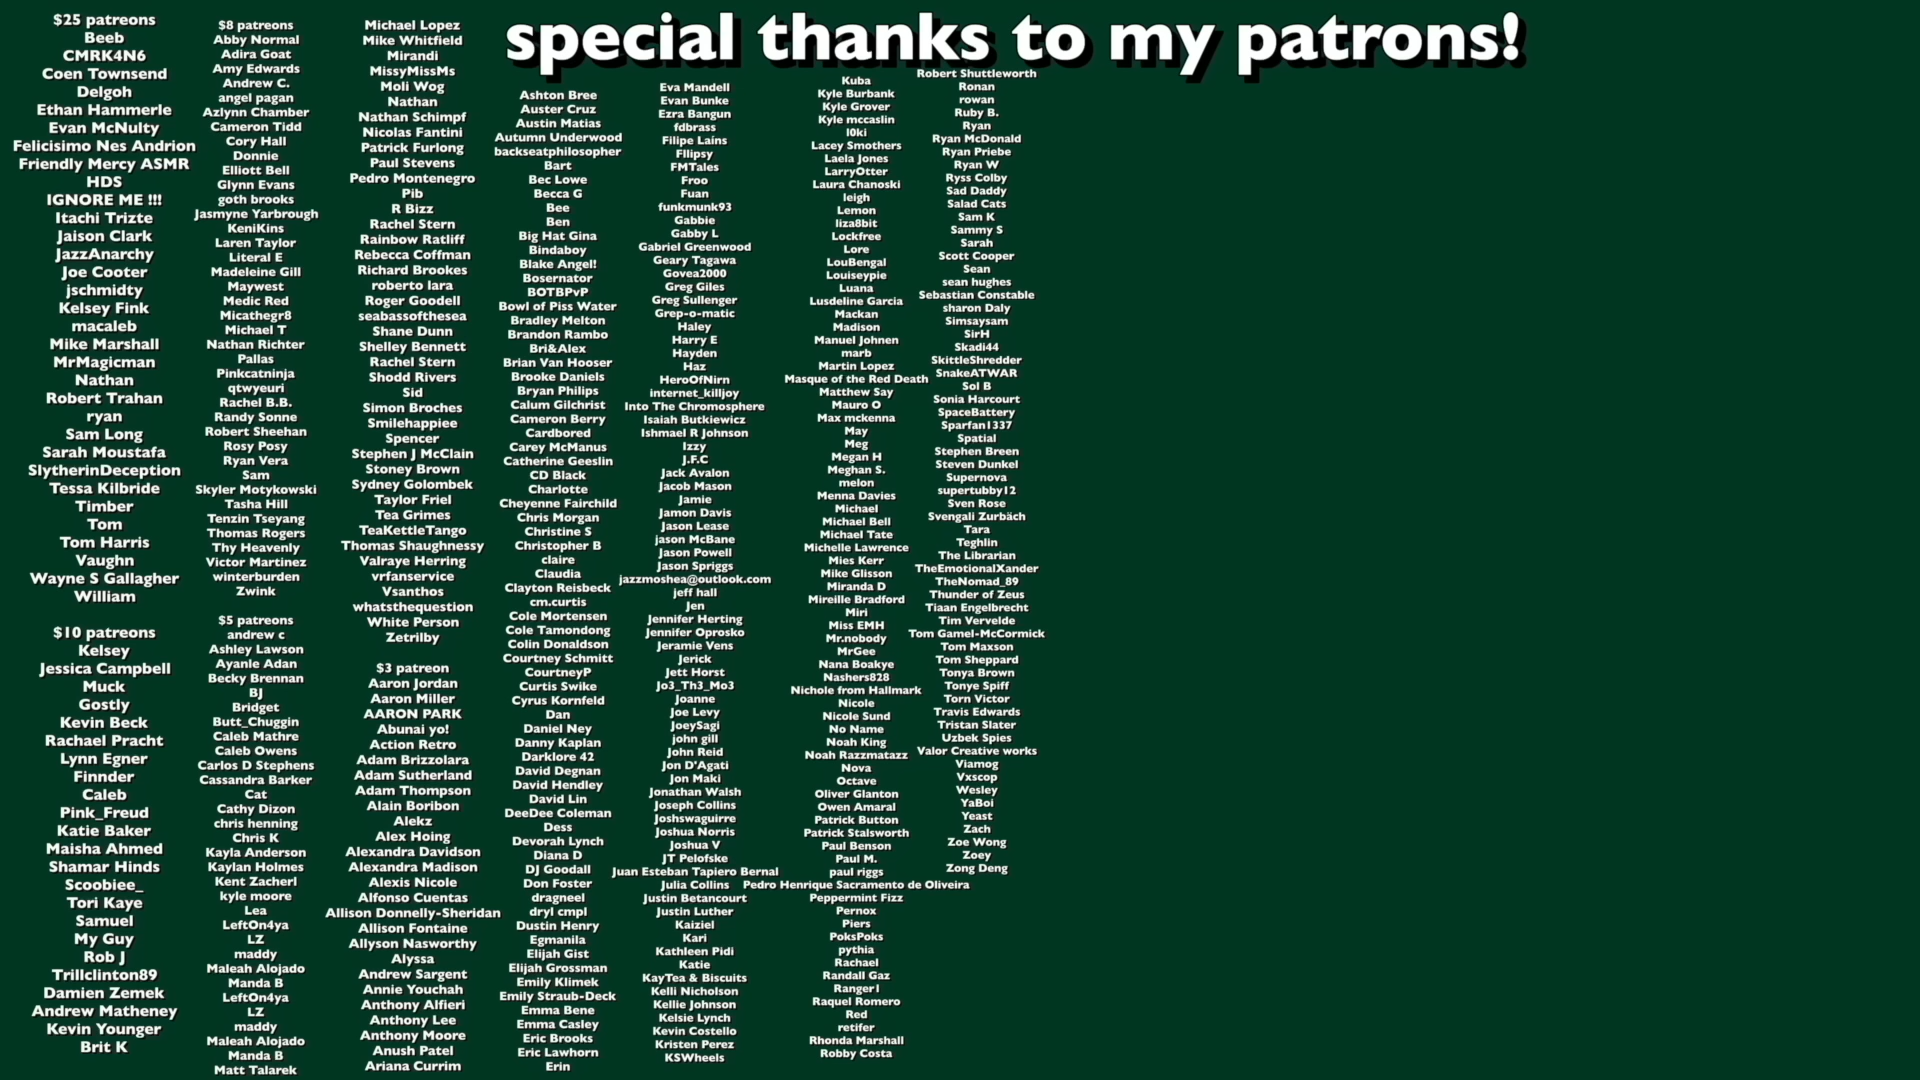 special thanks to my patrons!
$25 patreons
Beeb
CMRK4N6
Coen Townsend
Delgoh
Ethan Hammerle
Evan McNulty
Felicisimo Nes Andrion
Friendly Mercy ASMR
HDS
IGNORE ME !!!
Itachi Trizte
Jaison Clark
JazzAnarchy
Joe Cooter
jschmidty
Kelsey Fink
macaleb
Mike Marshall
MrMagicman
Nathan
Robert Trahan
ryan
Sam Long
Sarah Moustafa
SlytherinDeception
Tessa Kilbride
Timber
Tom
Tom Harris
Vaughn
Wayne S Gallagher
William
$10 patreons
Kelsey
Jessica Campbell
Muck
Gostly
Kevin Beck
Rachael Pracht
Lynn Egner
Finnder
Caleb
Pink_Freud
Katie Baker
Maisha Ahmed
Shamar Hinds
Scoobiee_
Tori Kaye
Samuel
My Guy
Rob J
Trillclinton89
Damien Zemek
Andrew Matheney
Kevin Younger
Brit K
$8 patreons
Abby Normal
Adira Goat
Amy Edwards
Andrew C.
angel pagan
Azlynn Chamber
Cameron Tidd
Cory Hall
Donnie
Elliott Bell
Glynn Evans
goth brooks
Jasmyne Yarbrough
KeniKins
Laren Taylor
Literal E
Madeleine Gill
Maywest
Medic Red
Micathegr8
Michael T
Nathan Richter
Pallas
Pinkcatninja
qtwyeuri
Rachel B.B.
Randy Sonne
Robert Sheehan
Rosy Posy
Ryan Vera
Sam
Skyler Motykowski
Tasha Hill
Tenzin Tseyang
Thomas Rogers
Thy Heavenly
Victor Martinez
winterburden
Zwink
$5 patreons
andrew c
Ashley Lawson
Ayanle Adan
Becky Brennan
BJ
Bridget
Butt_Chuggin
Caleb Mathre
Caleb Owens
Carlos D Stephens
Cassandra Barker
Cat
Cathy Dizon
chris henning
Chris K
Kayla Anderson
Kaylan Holmes
Kent Zacherl
kyle moore
Lea
LeftOn4ya
LZ
maddy
Maleah Alojado
Manda B
LeftOn4ya
LZ
maddy
Maleah Alojado
Manda B
Matt Talarek
Michael Lopez
Mike Whitfield
Mirandi
MissyMissMs
Moli Wog
Nathan
Nathan Schimpf
Nicolas Fantini
Patrick Furlong
Paul Stevens
Pedro Montenegro
Pib
R Bizz
Rachel Stern
Rainbow Ratliff
Rebecca Coffman
Richard Brookes
roberto lara
Roger Goodell
seabassofthesea
Shane Dunn
Shelley Bennett
Rachel Stern
Shodd Rivers
Sid
Simon Broches
Smilehappiee
Spencer
Stephen J McClain
Stoney Brown
Sydney Golombek
Taylor Friel
Tea Grimes
TeaKettleTango
Thomas Shaughnessy
Valraye Herring
vrfanservice
Vsanthos
whatsthequestion
White Person
Zetrilby
$3 patreon
Aaron Jordan
Aaron Miller
AARON PARK
Abunai yo!
Action Retro
Adam Brizzolara
Adam Sutherland
Adam Thompson
Alain Boribon
Alekz
Alex Hoing
Alexandra Davidson
Alexandra Madison
Alexis Nicole
Alfonso Cuentas
Allison Donnelly-Sheridan
Allison Fontaine
Allyson Nasworthy
Alyssa
Andrew Sargent
Annie Youchah
Anthony Alfieri
Anthony Lee
Anthony Moore
Anush Patel
Ariana Currim
Ashton Bree
Auster Cruz
Austin Matias
Autumn Underwood
backseatphilosopher
Bart
Bec Lowe
Becca G
Bee
Ben
Big Hat Gina
Bindaboy
Blake Angel!
Bosernator
BOTBPvP
Bowl of Piss Water
Bradley Melton
Brandon Rambo
Bri&Alex
Brian Van Hooser
Brooke Daniels
Bryan Philips
Calum Gilchrist
Cameron Berry
Cardbored
Carey McManus
Catherine Geeslin
CD Black
Charlotte
Cheyenne Fairchild
Chris Morgan
Christine S
Christopher B
claire
Claudia
Clayton Reisbeck
cm.curtis
Cole Mortensen
Cole Tamondong
Colin Donaldson
Courtney Schmitt
CourtneyP
Curtis Swike
Cyrus Kornfeld
Dan
Daniel Ney
Danny Kaplan
Darklore 42
David Degnan
David Hendley
David Lin
DeeDee Coleman
Dess
Devorah Lynch
Diana D
DJ Goodall
Don Foster
dragneel
dryl cmpl
Dustin Henry
Egmanila
Elijah Gist
Elijah Grossman
Emily Klimek
Emily Straub-Deck
Emma Bene
Emma Casley
Eric Brooks
Eric Lawhorn
Erin
Eva Mandell
Evan Bunke
Ezra Bangun
fdbrass
Filipe Laíns
Fllipsy
FMTales
Froo
Fuan
funkmunk93
Gabbie
Gabby L
Gabriel Greenwood
Geary Tagawa
Govea2000
Greg Giles
Greg Sullenger
Grep-o-matic
Haley
Harry E
Hayden
Haz
HeroOfNirn
internet_killjoy
Into The Chromosphere
Isaiah Butkiewicz
Ishmael R Johnson
Izzy
J.F.C
Jack Avalon
Jacob Mason
Jamie
Jamon Davis
Jason Lease
jason McBane
Jason Powell
Jason Spriggs
jazzmoshea@outlook.com
jeff hall
Jen
Jennifer Herting
Jennifer Oprosko
Jeramie Vens
Jerick
Jett Horst
Jo3_Th3_Mo3
Joanne
Joe Levy
JoeySagi
john gill
John Reid
Jon D'Agati
Jon Maki
Jonathan Walsh
Joseph Collins
Joshswaguirre
Joshua Norris
Joshua V
JT Pelofske
Juan Esteban Tapiero Bernal
Julia Collins
Justin Betancourt
Justin Luther
Kaiziel
Kari
Kathleen Pidi
Katie
KayTea & Biscuits
Kelli Nicholson
Kellie Johnson
Kelsie Lynch
Kevin Costello
Kristen Perez
KSWheels
Kuba
Kyle Burbank
Kyle Grover
Kyle mccaslin
l0ki
Lacey Smothers
Laela Jones
LarryOtter
Laura Chanoski
leigh
Lemon
liza8bit
Lockfree
Lore
LouBengal
Louiseypie
Luana
Lusdeline Garcia
Mackan
Madison
Manuel Johnen
marb
Martin Lopez
Masque of the Red Death
Matthew Say
Mauro O
Max mckenna
May
Meg
Megan H
Meghan S.
melon
Menna Davies
Michael
Michael Bell
Michael Tate
Michelle Lawrence
Mies Kerr
Mike Glisson
Miranda D
Mireille Bradford
Miri
Miss EMH
Mr.nobody
MrGee
Nana Boakye
Nashers828
Nichole from Hallmark
Nicole
Nicole Sund
No Name
Noah King
Noah Razzmatazz
Nova
Octave
Oliver Glanton
Owen Amaral
Patrick Button
Patrick Stalsworth
Paul Benson
Paul M.
paul riggs
Pedro Henrique Sacramento de Oliveira
Peppermint Fizz
Pernox
Piers
PoksPoks
pythia
Rachael
Randall Gaz
Ranger1
Raquel Romero
Red
retifer
Rhonda Marshall
Robby Costa
Robert Shuttleworth
Ronan
rowan
Ruby B.
Ryan
Ryan McDonald
Ryan Priebe
Ryan W
Ryss Colby
Sad Daddy
Salad Cats
Sam K
Sammy S
Sarah
Scott Cooper
Sean
sean hughes
Sebastian Constable
sharon Daly
Simsaysam
SirH
Skadi44
SkittleShredder
SnakeATWAR
Sol B
Sonia Harcourt
SpaceBattery
Sparfan1337
Spatial
Stephen Breen
Steven Dunkel
Supernova
supertubby12
Sven Rose
Svengali Zurbäch
Tara
Teghlin
The Librarian
TheEmotionalXander
TheNomad_89
Thunder of Zeus
Tiaan Engelbrecht
Tim Vervelde
Tom Gamel-McCormick
Tom Maxson
Tom Sheppard
Tonya Brown
Tonye Spiff
Torn Victor
Travis Edwards
Tristan Slater
Uzbek Spies
Valor Creative works
Viamog
Vxscop
Wesley
YaBoi
Yeast
Zach
Zoe Wong
Zoey
Zong Deng